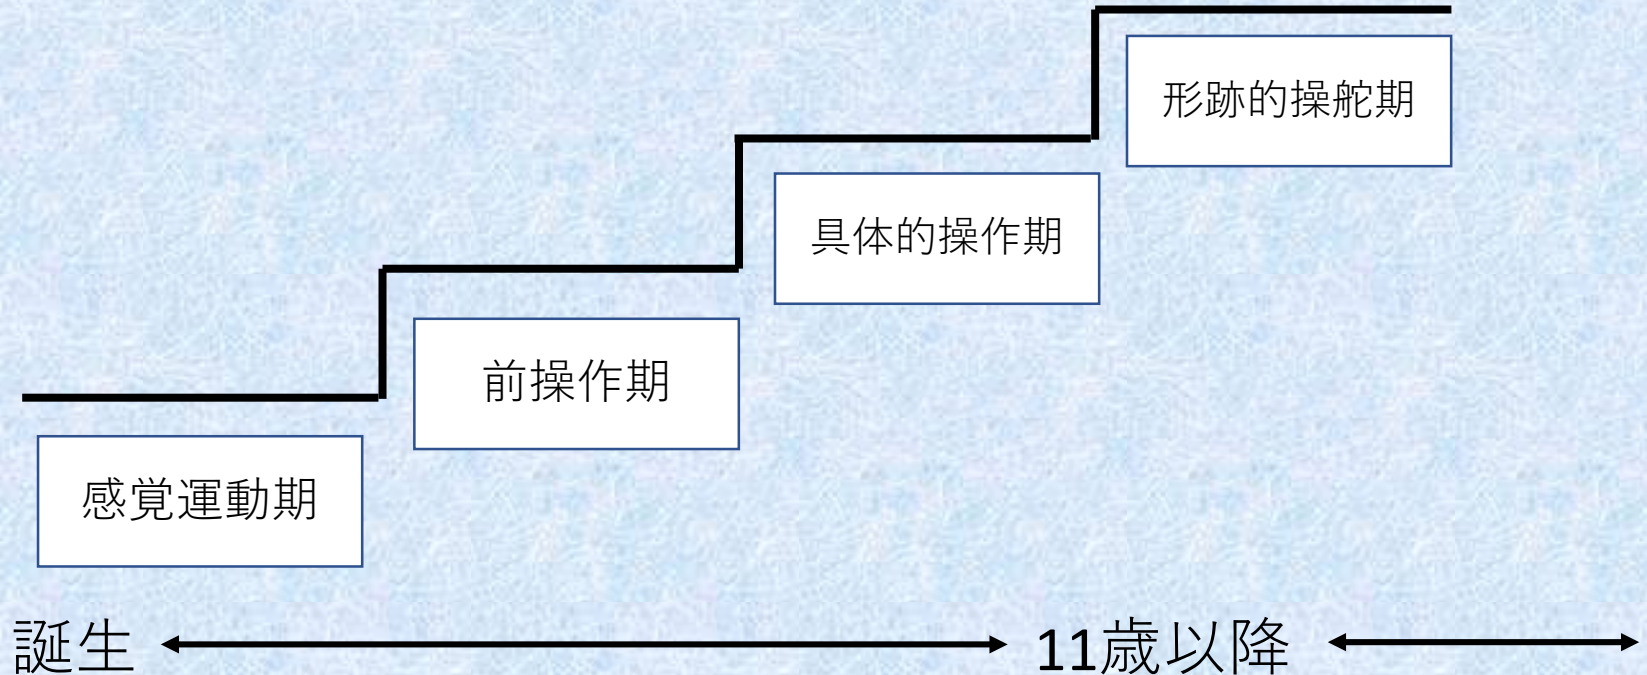 形跡的操舵期
具体的操作期
前操作期
感覚運動期
誕生
11歳以降